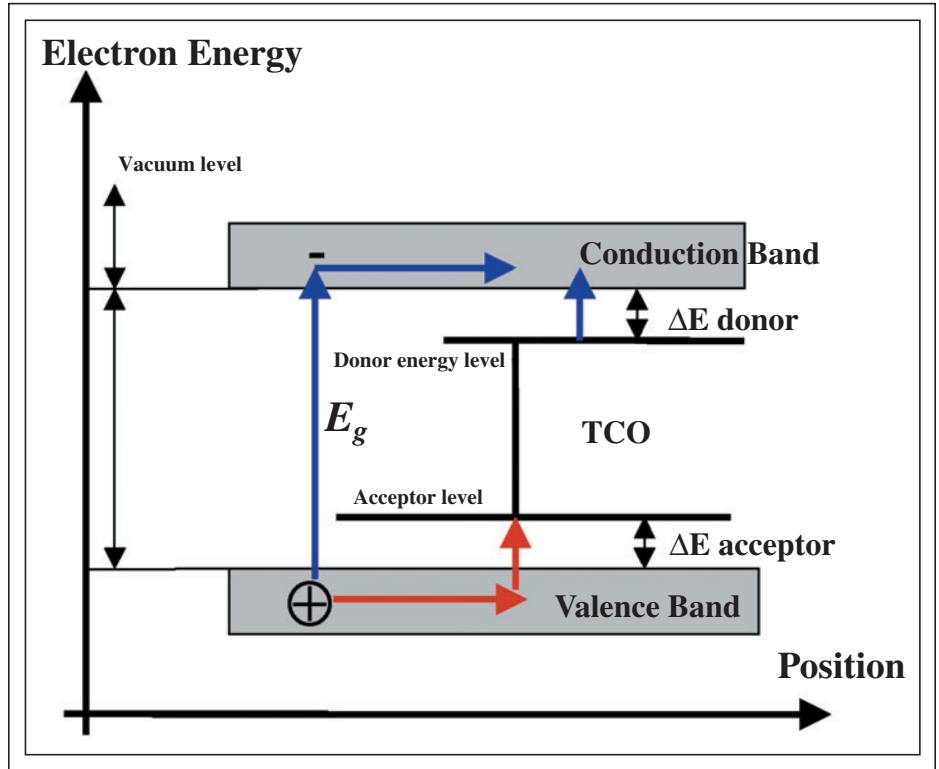 Electron Energy
Vacuum level
-
Conduction Band
ΔE donor
Donor energy level
E_g
TCO
Acceptor level
ΔE acceptor
+
Valence Band
Position